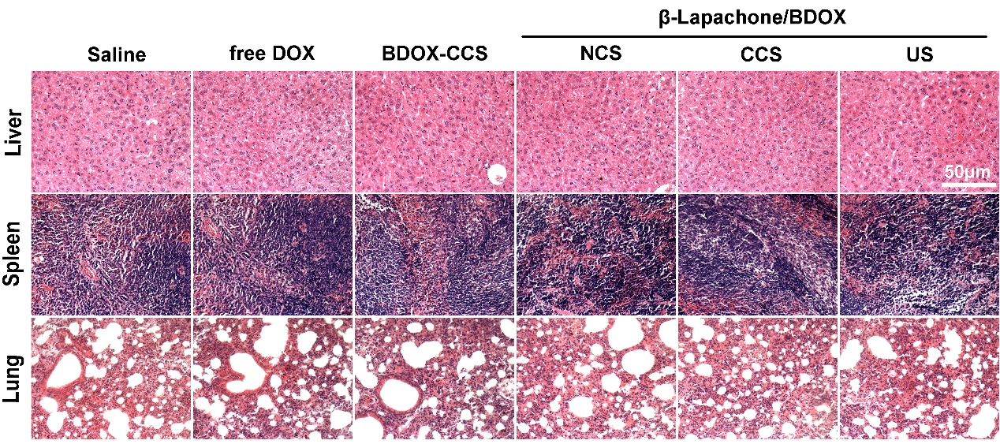 β-Lapachone/BDOX
Saline free DOX BDOX-CCS NCS CCS US
Liver
50μm
Spleen
Lung